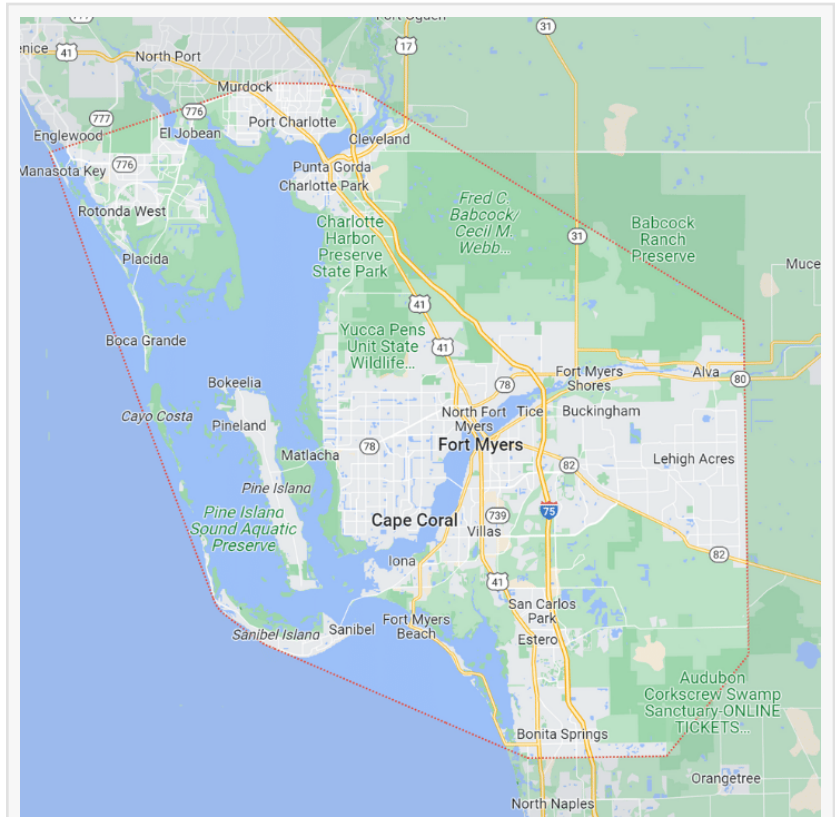 777
Fort Ogden
31
enice
41
North Port
17
Murdock
776
777
Port Charlotte
Englewood
El Jobean
Cleveland
776
Manasota Key
Punta Gorda
Charlotte Park
Rotonda West
Fred C.
Babcock/
Cecil M.
Webb...
Charlotte
Harbor
Preserve
State Park
31
Babcock
Ranch
Preserve
Placida
Muce
41
Boca Grande
Yucca Pens
Unit State
Wildlife...
41
Fort Myers
Shores
Alva
80
Bokeelia
78
Cayo Costa
Pineland
North Fort
Myers
Tice
Buckingham
78
Fort Myers
Matlacha
82
Lehigh Acres
Pine Island
Pine Island
Sound Aquatic
Preserve
Cape Coral
739
75
Villas
82
Iona
41
San Carlos
Park
Sanibel Island
Sanibel
Fort Myers
Beach
Estero
Audubon
Corkscrew Swamp
Sanctuary-ONLINE
TICKETS...
Bonita Springs
Orangetree
North Naples